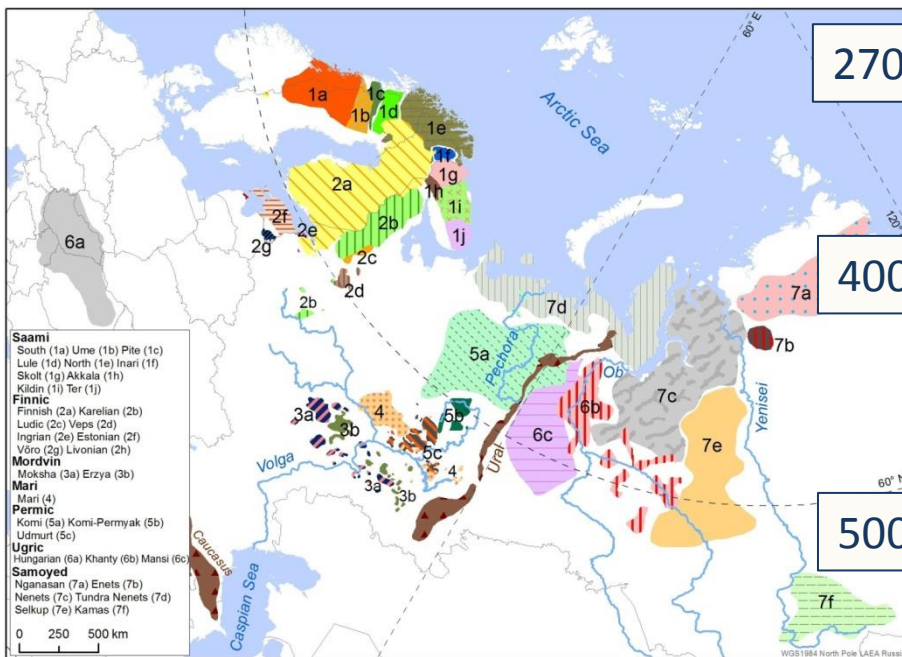 60° E
270
Arctic Sea
1a
1c
1b
1d
1e
1f
1g
1h
1i
1j
2a
2f
2b
2e
2g
2c
2d
6a
400
120°
7a
7b
7d
Pechora
5a
Ob
7c
2b
6b
7e
Yenisei
3a
4
5b
3b
6c
5c
Ural
Volga
4
3a
3b
60° N
500
Caucasus
Caspian Sea
7f
Saami
South (1a) Ume (1b) Pite (1c)
Lule (1d) North (1e) Inari (1f)
Skolt (1g) Akkala (1h)
Kildin (1i) Ter (1j)
Finnic
Finnish (2a) Karelian (2b)
Ludic (2c) Veps (2d)
Ingrian (2e) Estonian (2f)
Võro (2g) Livonian (2h)
Mordvin
Moksha (3a) Erzya (3b)
Mari
Mari (4)
Permic
Komi (5a) Komi-Permyak (5b)
Udmurt (5c)
Ugric
Hungarian (6a) Khanty (6b) Mansi (6c)
Samoyed
Nganasan (7a) Enets (7b)
Nenets (7c) Tundra Nenets (7d)
Selkup (7e) Kamas (7f)
0 250 500 km
WGS1984 North Pole LAEA Russi